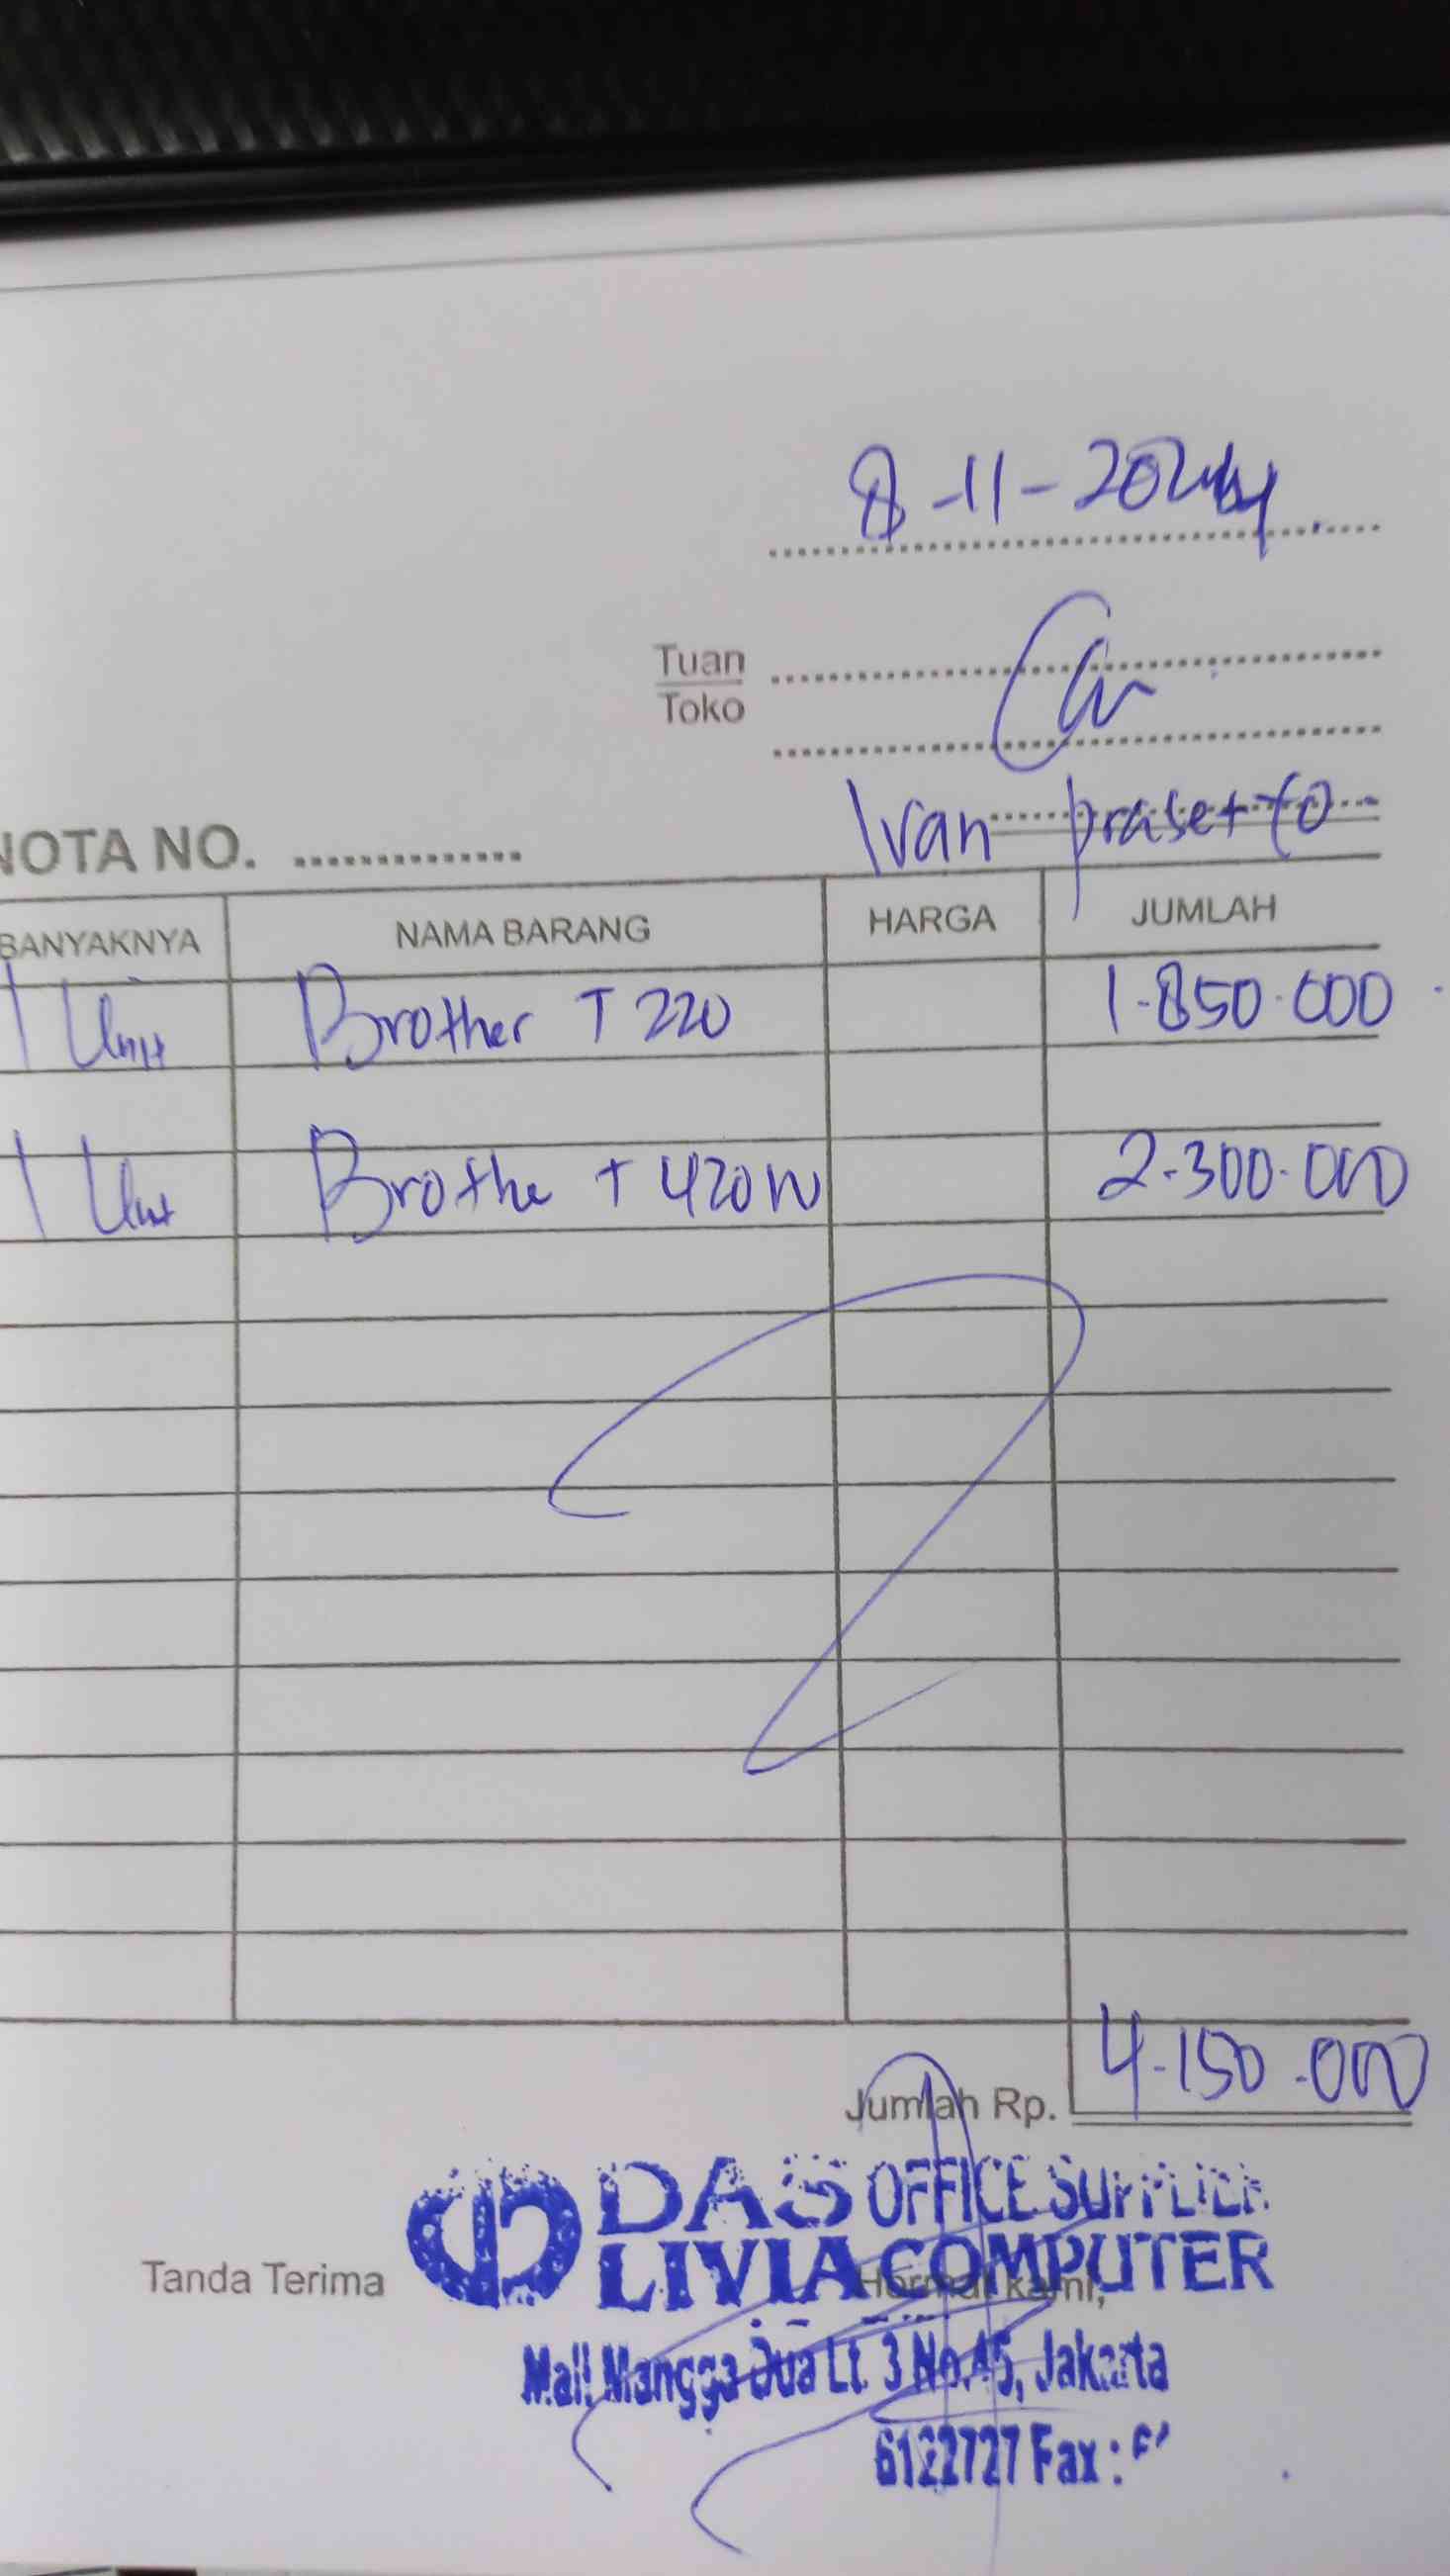 8-11-2024
Tuan
Toko
Ivan prasetyo
NOTA NO. ..............
BANYAKNYA NAMA BARANG HARGA JUMLAH
1 Unit Brother T220 1.850.000
1 Unit Brothe T420W 2.300.000
Jumlah Rp. 4.150.000
DAS OFFICE SUPPLIER
LIVIA COMPUTER
Tanda Terima Hormat kami,
Mall Mangga Dua Lt. 3 No.45, Jakarta
6122727 Fax :